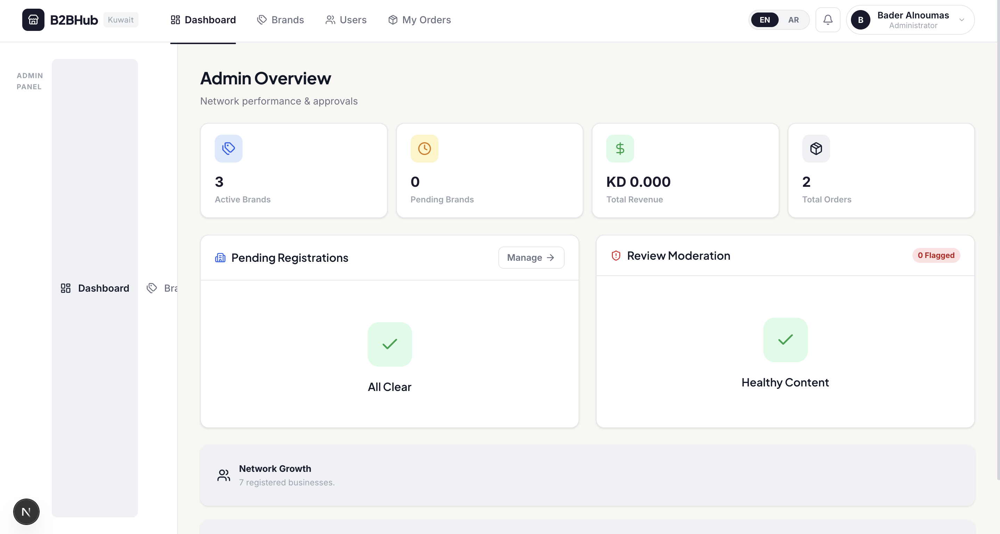 B2BHub
Kuwait
Dashboard
Brands
Users
My Orders
EN
AR
B
Bader Alnoumas
Administrator
ADMIN
PANEL
Dashboard
Bra
Admin Overview
Network performance & approvals
3
Active Brands
0
Pending Brands
KD 0.000
Total Revenue
2
Total Orders
Pending Registrations
Manage
All Clear
Review Moderation
0 Flagged
Healthy Content
Network Growth
7 registered businesses.
N